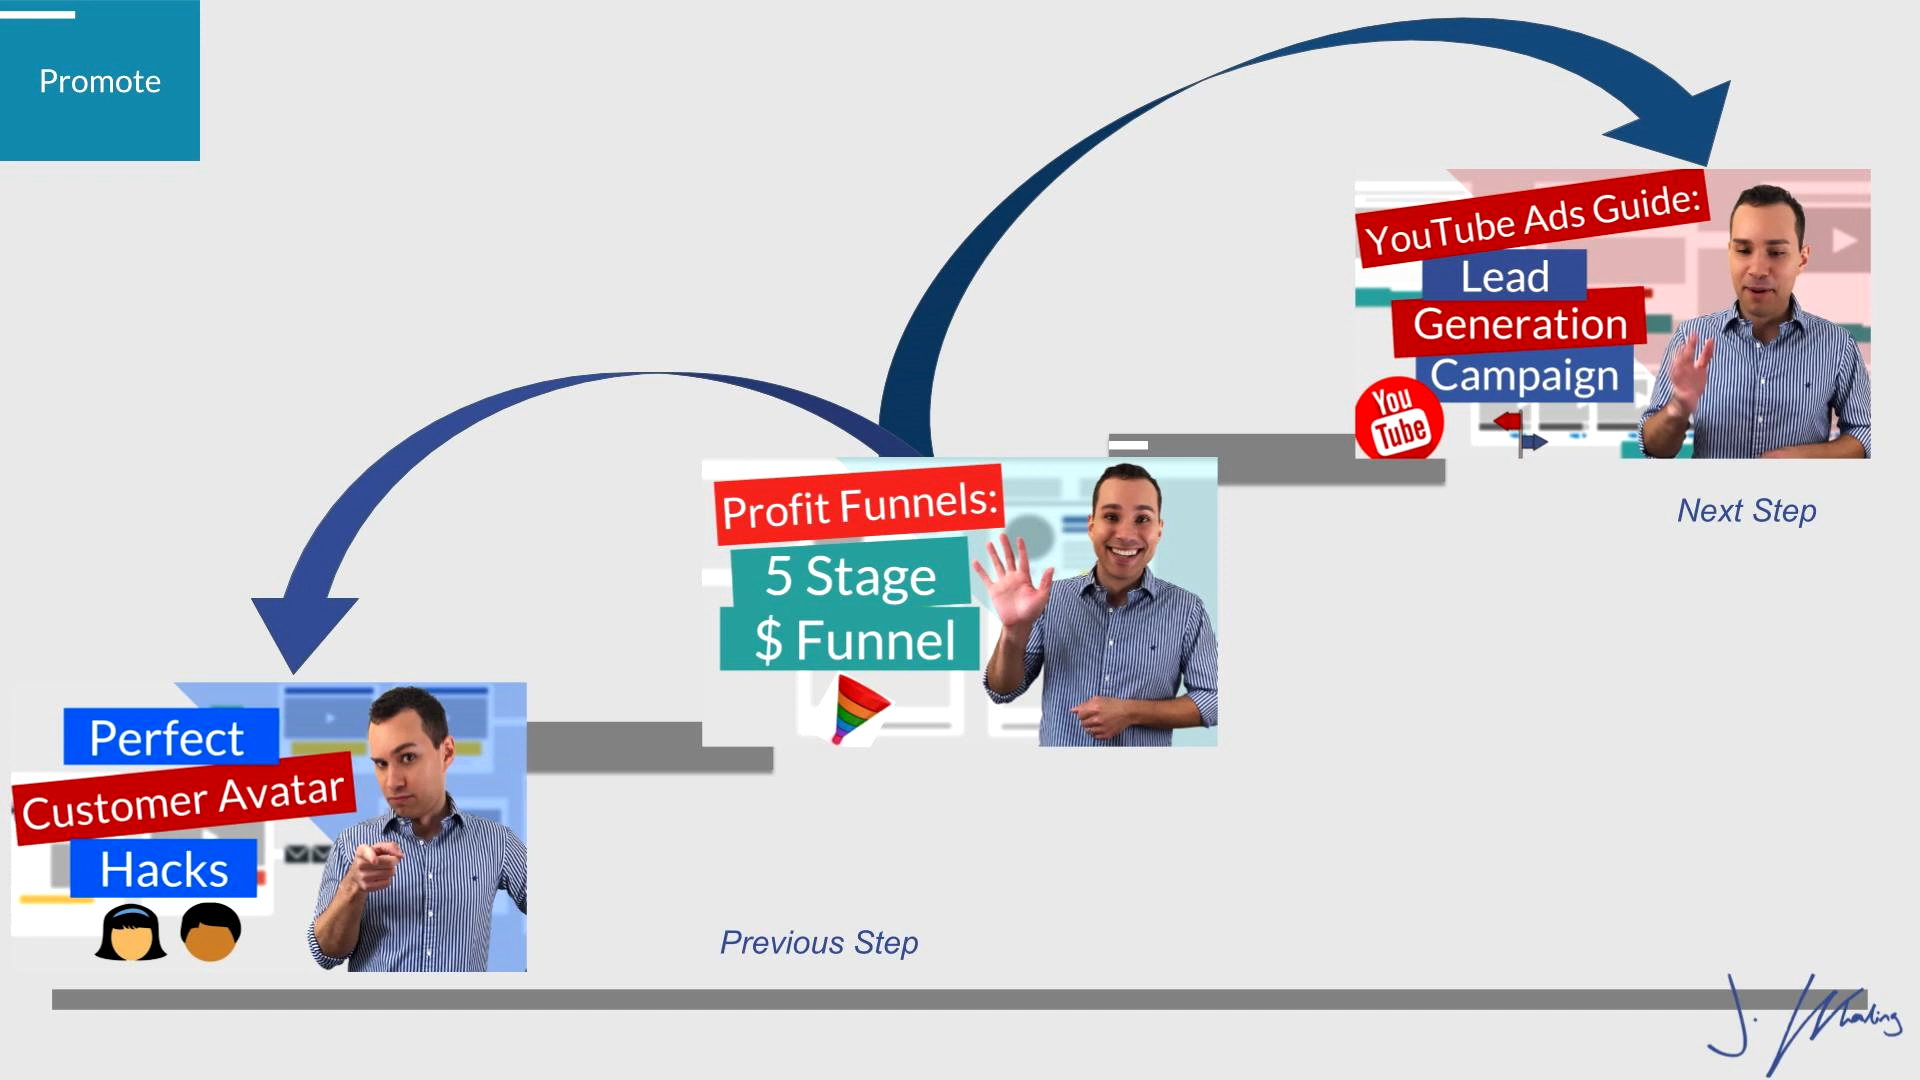 Promote
YouTube Ads Guide:
Lead
Generation
Campaign
You
Tube
Next Step
Profit Funnels:
5 Stage
$ Funnel
Perfect
Customer Avatar
Hacks
Previous Step